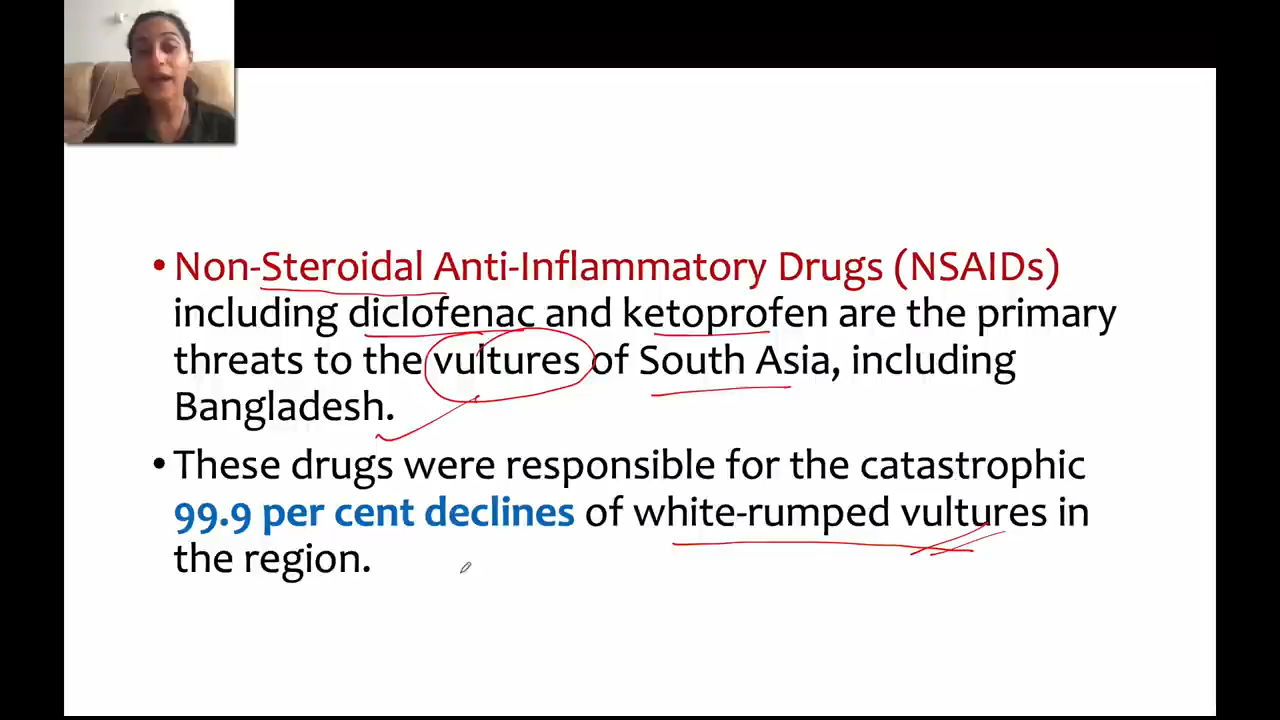 • Non-Steroidal Anti-Inflammatory Drugs (NSAIDs)
including diclofenac and ketoprofen are the primary
threats to the vultures of South Asia, including
Bangladesh.
• These drugs were responsible for the catastrophic
99.9 per cent declines of white-rumped vultures in
the region.